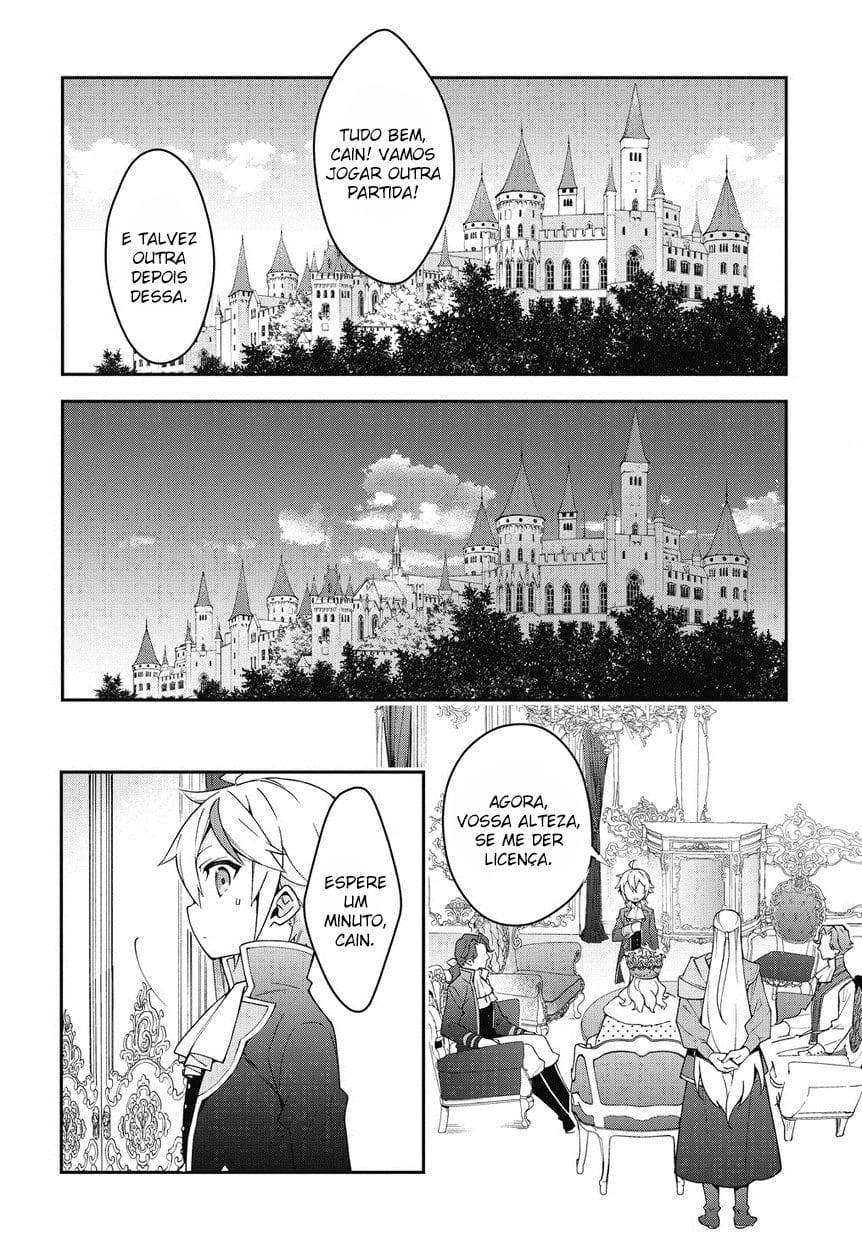 TUDO BEM,
CAIN! VAMOS
JOGAR OUTRA
PARTIDA!
E TALVEZ
OUTRA
DEPOIS
DESSA.
AGORA,
VOSSA ALTEZA,
SE ME DER
LICENÇA.
ESPERE
UM
MINUTO,
CAIN.